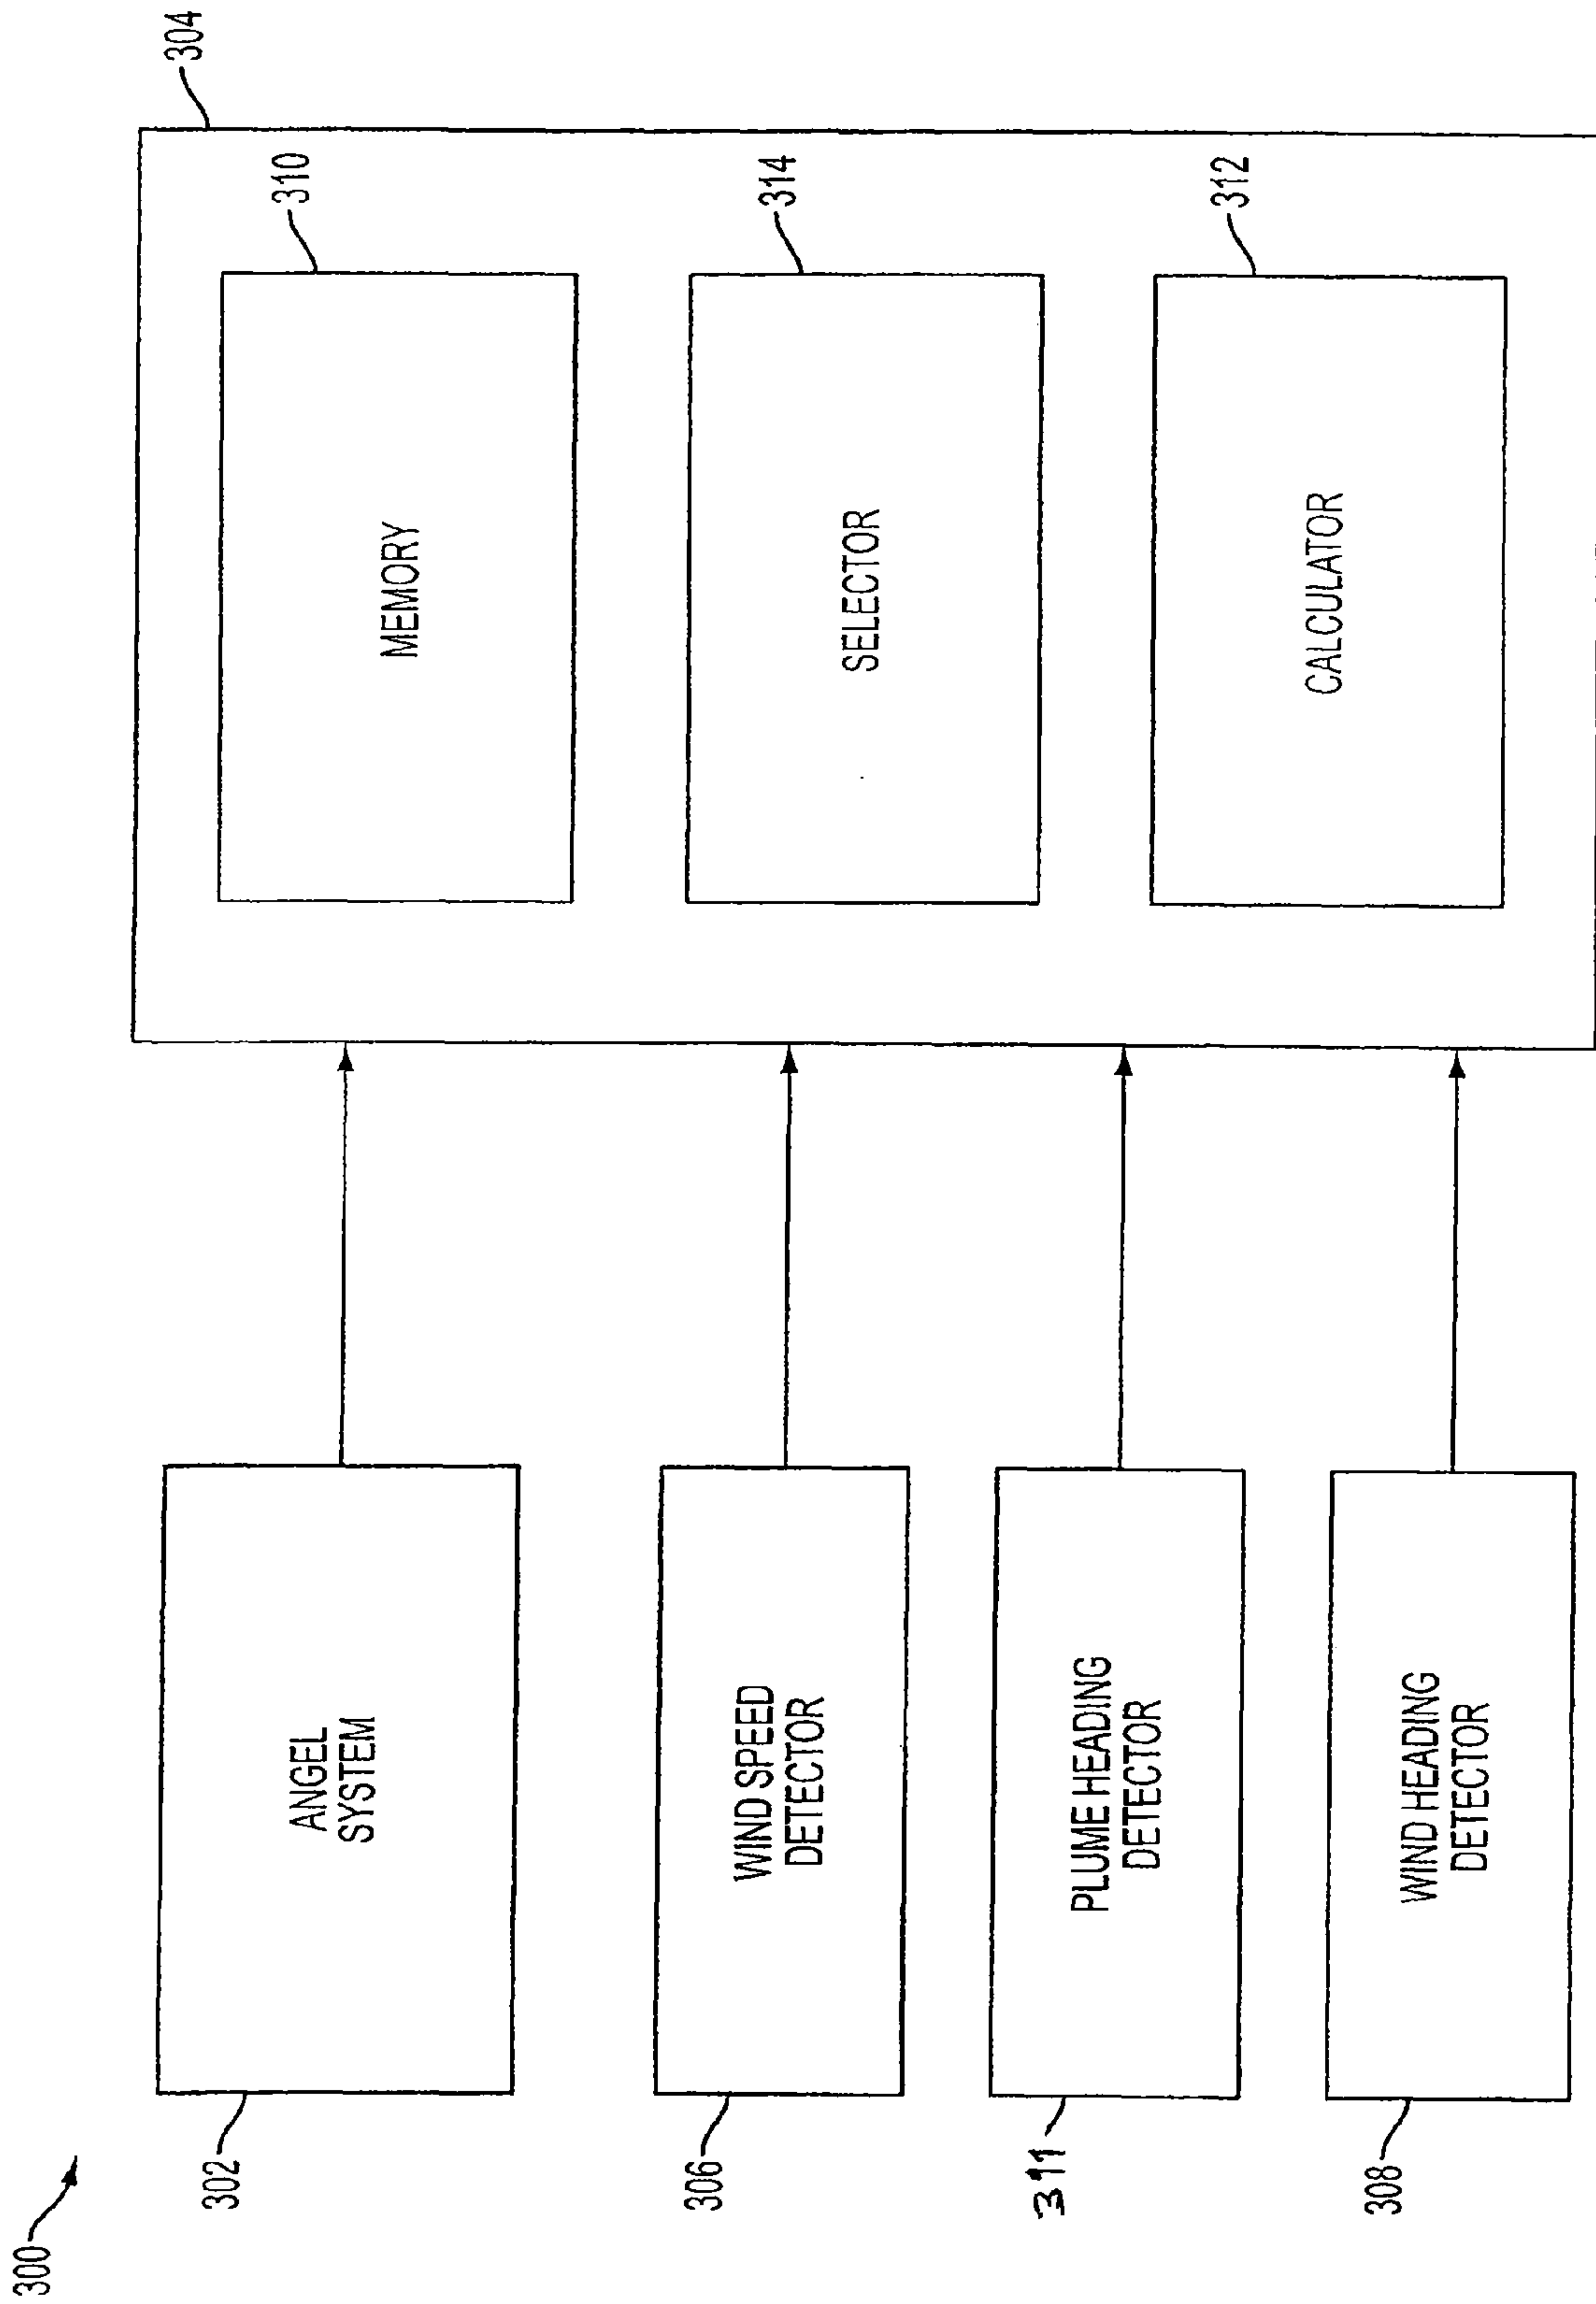 300
302
ANGEL
SYSTEM
306
WIND SPEED
DETECTOR
311
PLUME HEADING
DETECTOR
308
WIND HEADING
DETECTOR
304
310
MEMORY
314
SELECTOR
312
CALCULATOR